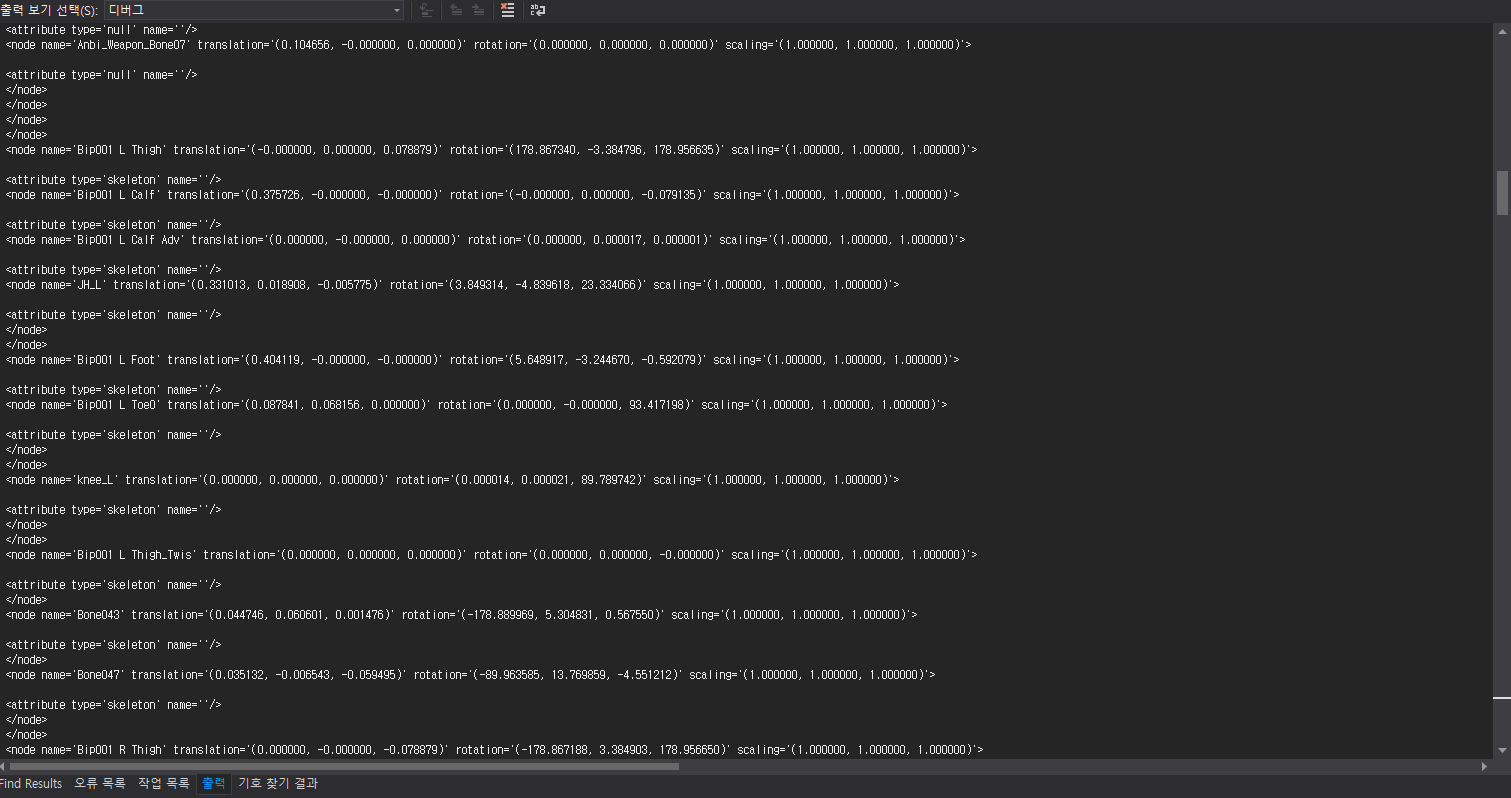 출력 보기 선택(S): 디버그
<attribute type='null' name=''/>
<node name='Anbi_Weapon_Bone07' translation='(0.104656, -0.000000, 0.000000)' rotation='(0.000000, 0.000000, 0.000000)' scaling='(1.000000, 1.000000, 1.000000)'>
<attribute type='null' name=''/>
</node>
</node>
</node>
</node>
<node name='Bip001 L Thigh' translation='(-0.000000, 0.000000, 0.078879)' rotation='(178.867340, -3.384796, 178.956635)' scaling='(1.000000, 1.000000, 1.000000)'>
<attribute type='skeleton' name=''/>
<node name='Bip001 L Calf' translation='(0.375726, -0.000000, -0.000000)' rotation='(-0.000000, 0.000000, -0.079135)' scaling='(1.000000, 1.000000, 1.000000)'>
<attribute type='skeleton' name=''/>
<node name='Bip001 L Calf Adv' translation='(0.000000, -0.000000, 0.000000)' rotation='(0.000000, 0.000017, 0.000001)' scaling='(1.000000, 1.000000, 1.000000)'>
<attribute type='skeleton' name=''/>
<node name='JH_L' translation='(0.331013, 0.018908, -0.005775)' rotation='(3.849314, -4.839618, 23.334066)' scaling='(1.000000, 1.000000, 1.000000)'>
<attribute type='skeleton' name=''/>
</node>
</node>
<node name='Bip001 L Foot' translation='(0.404119, -0.000000, -0.000000)' rotation='(5.648917, -3.244670, -0.592079)' scaling='(1.000000, 1.000000, 1.000000)'>
<attribute type='skeleton' name=''/>
<node name='Bip001 L Toe0' translation='(0.087841, 0.068156, 0.000000)' rotation='(0.000000, -0.000000, 93.417198)' scaling='(1.000000, 1.000000, 1.000000)'>
<attribute type='skeleton' name=''/>
</node>
</node>
<node name='knee_L' translation='(0.000000, 0.000000, 0.000000)' rotation='(0.000014, 0.000021, 89.789742)' scaling='(1.000000, 1.000000, 1.000000)'>
<attribute type='skeleton' name=''/>
</node>
</node>
<node name='Bip001 L Thigh_Twis' translation='(0.000000, 0.000000, 0.000000)' rotation='(0.000000, 0.000000, -0.000000)' scaling='(1.000000, 1.000000, 1.000000)'>
<attribute type='skeleton' name=''/>
</node>
<node name='Bone043' translation='(0.044746, 0.060601, 0.001476)' rotation='(-178.889969, 5.304831, 0.567550)' scaling='(1.000000, 1.000000, 1.000000)'>
<attribute type='skeleton' name=''/>
</node>
<node name='Bone047' translation='(0.035132, -0.006543, -0.059495)' rotation='(-89.963585, 13.769859, -4.551212)' scaling='(1.000000, 1.000000, 1.000000)'>
<attribute type='skeleton' name=''/>
</node>
</node>
<node name='Bip001 R Thigh' translation='(0.000000, -0.000000, -0.078879)' rotation='(-178.867188, 3.384903, 178.956650)' scaling='(1.000000, 1.000000, 1.000000)'>
Find Results 오류 목록 작업 목록 출력 기호 찾기 결과